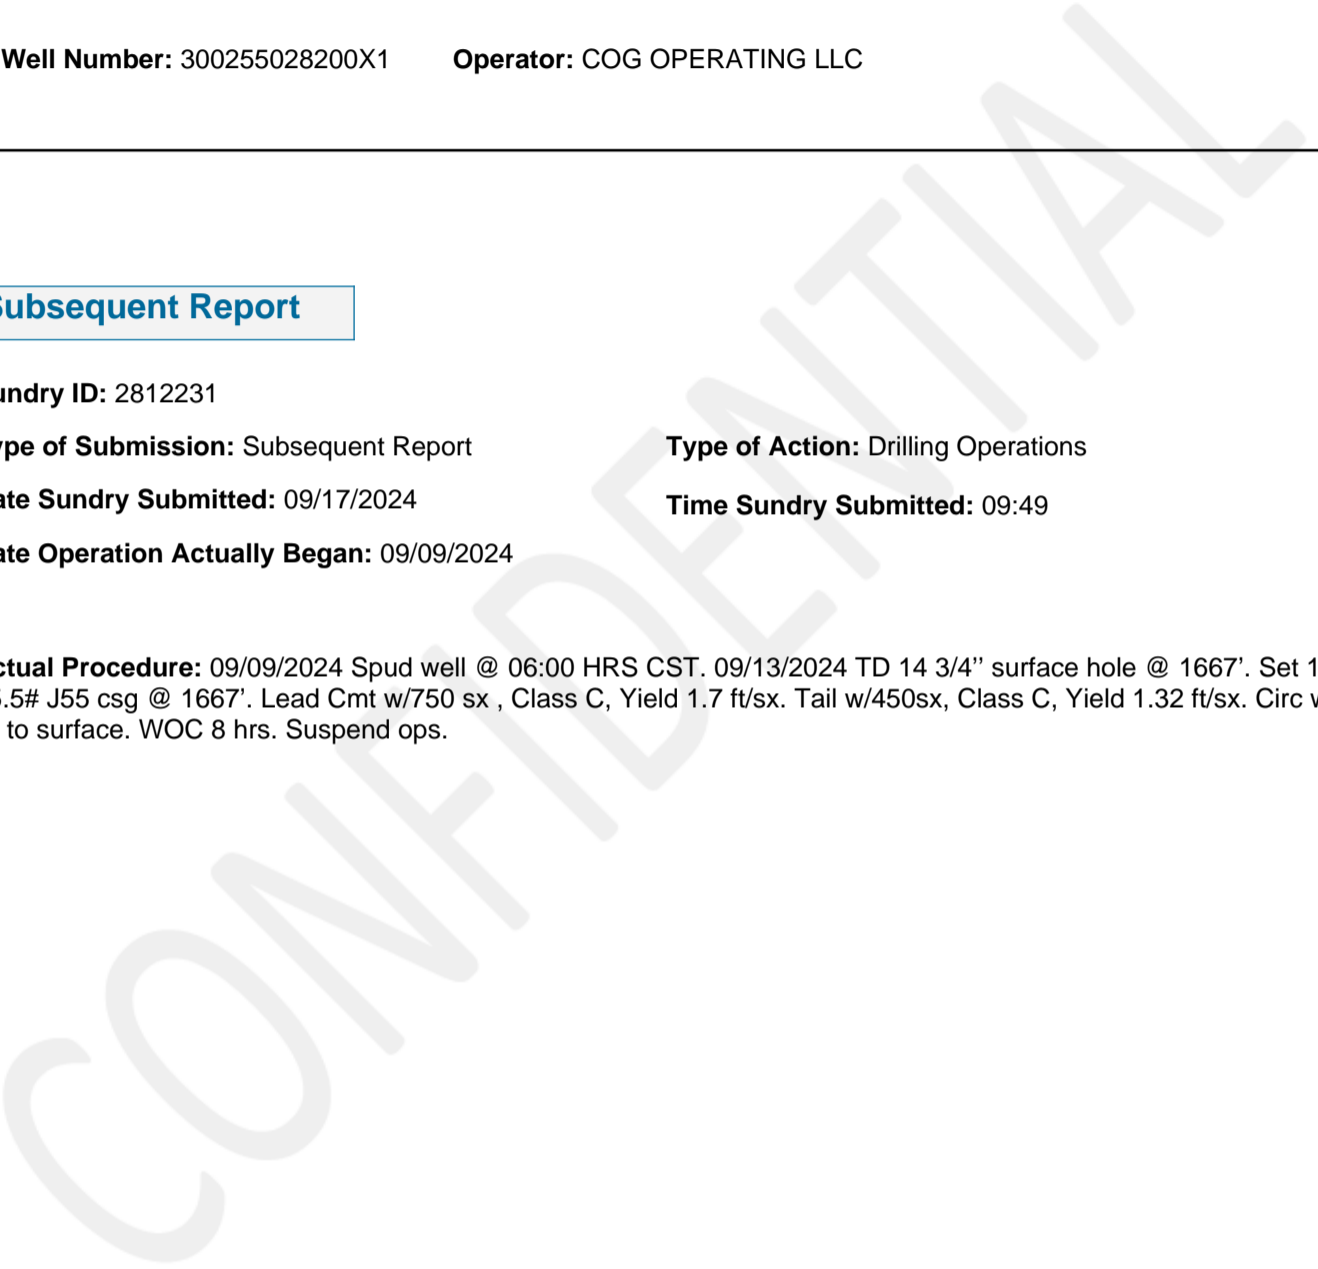 Well Number: 300255028200X1 Operator: COG OPERATING LLC
Subsequent Report
undry ID: 2812231
ype of Submission: Subsequent Report Type of Action: Drilling Operations
ate Sundry Submitted: 09/17/2024 Time Sundry Submitted: 09:49
ate Operation Actually Began: 09/09/2024
ctual Procedure: 09/09/2024 Spud well @ 06:00 HRS CST. 09/13/2024 TD 14 3/4’’ surface hole @ 1667’. Set 1
.5# J55 csg @ 1667’. Lead Cmt w/750 sx , Class C, Yield 1.7 ft/sx. Tail w/450sx, Class C, Yield 1.32 ft/sx. Circ
to surface. WOC 8 hrs. Suspend ops.
CONFIDENTIAL